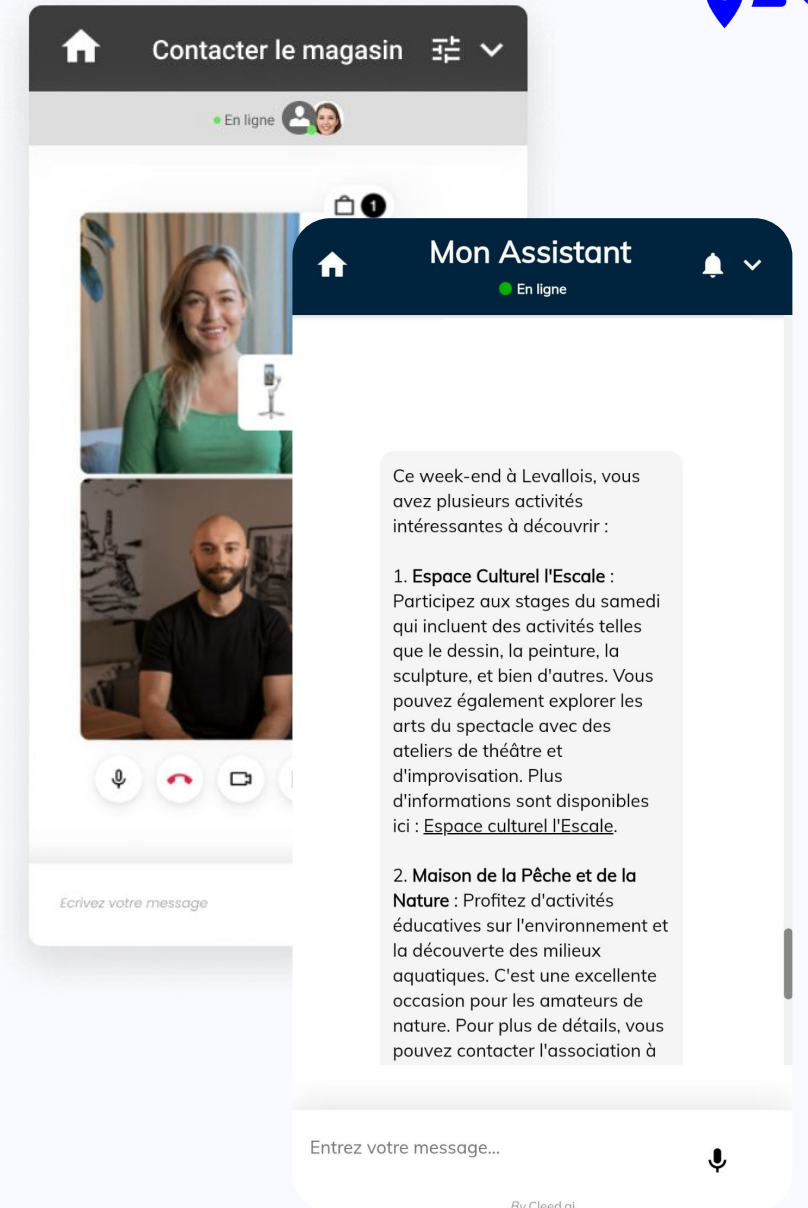 Contacter le magasin
En ligne
1
Mon Assistant
En ligne
Ce week-end à Levallois, vous
avez plusieurs activités
intéressantes à découvrir :
1. Espace Culturel l'Escale :
Participez aux stages du samedi
qui incluent des activités telles
que le dessin, la peinture, la
sculpture, et bien d'autres. Vous
pouvez également explorer les
arts du spectacle avec des
ateliers de théâtre et
d'improvisation. Plus
d'informations sont disponibles
ici : Espace culturel l'Escale.
2. Maison de la Pêche et de la
Nature : Profitez d'activités
éducatives sur l'environnement et
la découverte des milieux
aquatiques. C'est une excellente
occasion pour les amateurs de
nature. Pour plus de détails, vous
pouvez contacter l'association à
Ecrivez votre message
Entrez votre message...
By Cleed.ai